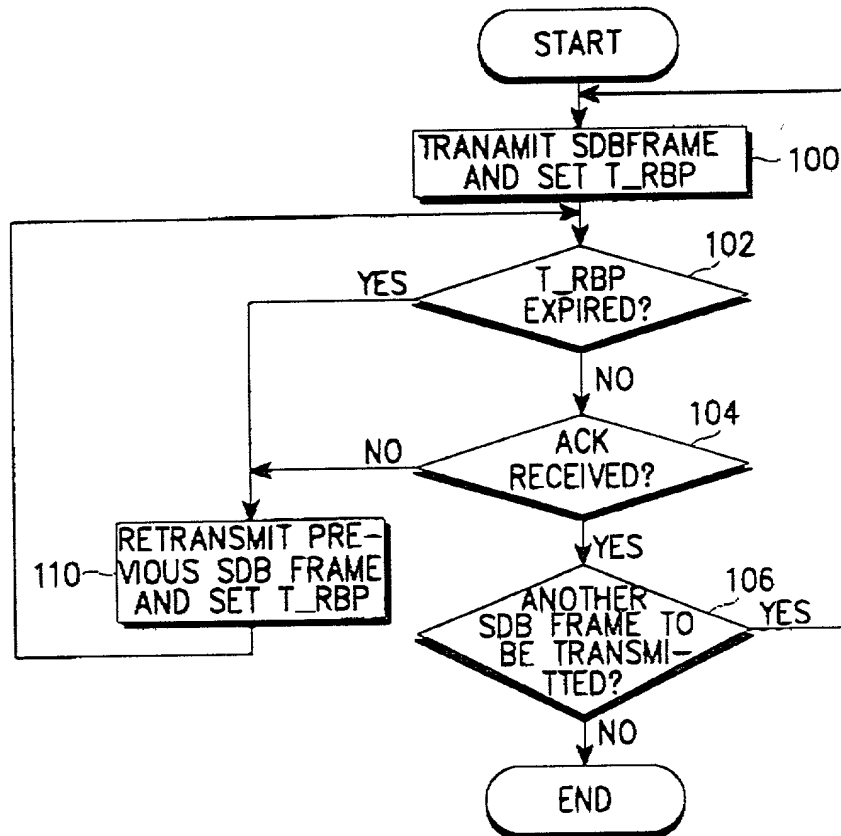 START
TRANAMIT SDBFRAME
AND SET T_RBP
100
102
T_RBP
EXPIRED?
YES
NO
104
ACK
RECEIVED?
NO
YES
RETRANSMIT PRE-
VIOUS SDB FRAME
AND SET T_RBP
110
106
ANOTHER
SDB FRAME TO
BE TRANSMI-
TTED?
YES
NO
END